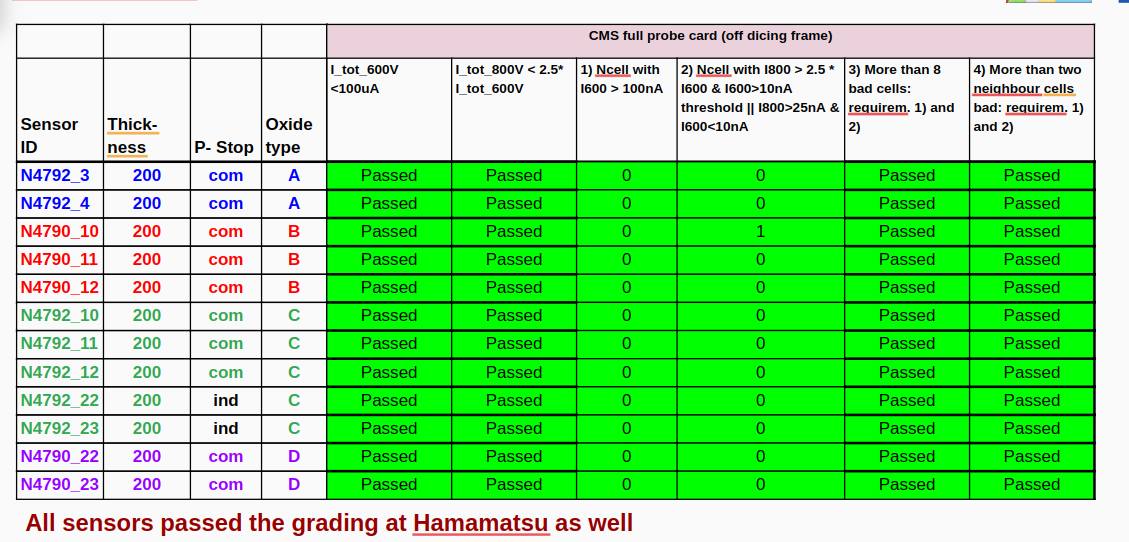 CMS full probe card (off dicing frame)
Sensor ID Thick-ness P- Stop Oxide type I_tot_600V <100uA I_tot_800V < 2.5* I_tot_600V 1) Ncell with I600 > 100nA 2) Ncell with I800 > 2.5 * I600 & I600>10nA threshold || I800>25nA & I600<10nA 3) More than 8 bad cells: requirem. 1) and 2) 4) More than two neighbour cells bad: requirem. 1) and 2)
N4792_3 200 com A Passed Passed 0 0 Passed Passed
N4792_4 200 com A Passed Passed 0 0 Passed Passed
N4790_10 200 com B Passed Passed 0 1 Passed Passed
N4790_11 200 com B Passed Passed 0 0 Passed Passed
N4790_12 200 com B Passed Passed 0 0 Passed Passed
N4792_10 200 com C Passed Passed 0 0 Passed Passed
N4792_11 200 com C Passed Passed 0 0 Passed Passed
N4792_12 200 com C Passed Passed 0 0 Passed Passed
N4792_22 200 ind C Passed Passed 0 0 Passed Passed
N4792_23 200 ind C Passed Passed 0 0 Passed Passed
N4790_22 200 com D Passed Passed 0 0 Passed Passed
N4790_23 200 com D Passed Passed 0 0 Passed Passed
All sensors passed the grading at Hamamatsu as well